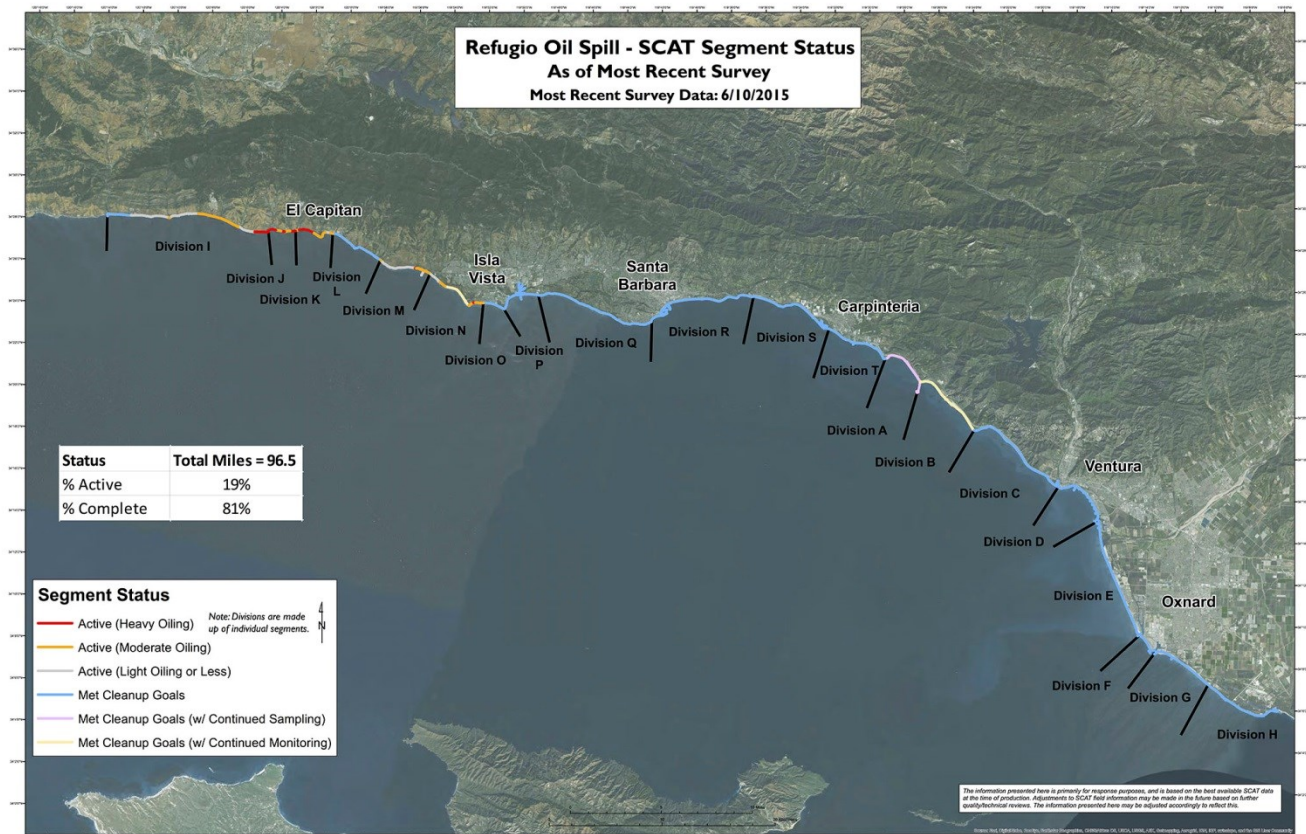 Refugio Oil Spill - SCAT Segment Status
As of Most Recent Survey
Most Recent Survey Data: 6/10/2015
El Capitan
Isla
Vista
Santa
Barbara
Carpinteria
Ventura
Oxnard
Division I
Division J
Division K
Division
L
Division M
Division N
Division O
Division
P
Division Q
Division R
Division S
Division T
Division A
Division B
Division C
Division D
Division E
Division F
Division G
Division H
Status Total Miles = 96.5
% Active 19%
% Complete 81%
Segment Status
Note: Divisions are made
up of individual segments.
N
Active (Heavy Oiling)
Active (Moderate Oiling)
Active (Light Oiling or Less)
Met Cleanup Goals
Met Cleanup Goals (w/ Continued Sampling)
Met Cleanup Goals (w/ Continued Monitoring)
The information presented here is primarily for response purposes, and is based on the best available SCAT data
at the time of production. Adjustments to SCAT field information may be made in the future based on further
quality/technical reviews. The information presented here may be adjusted accordingly to reflect this.